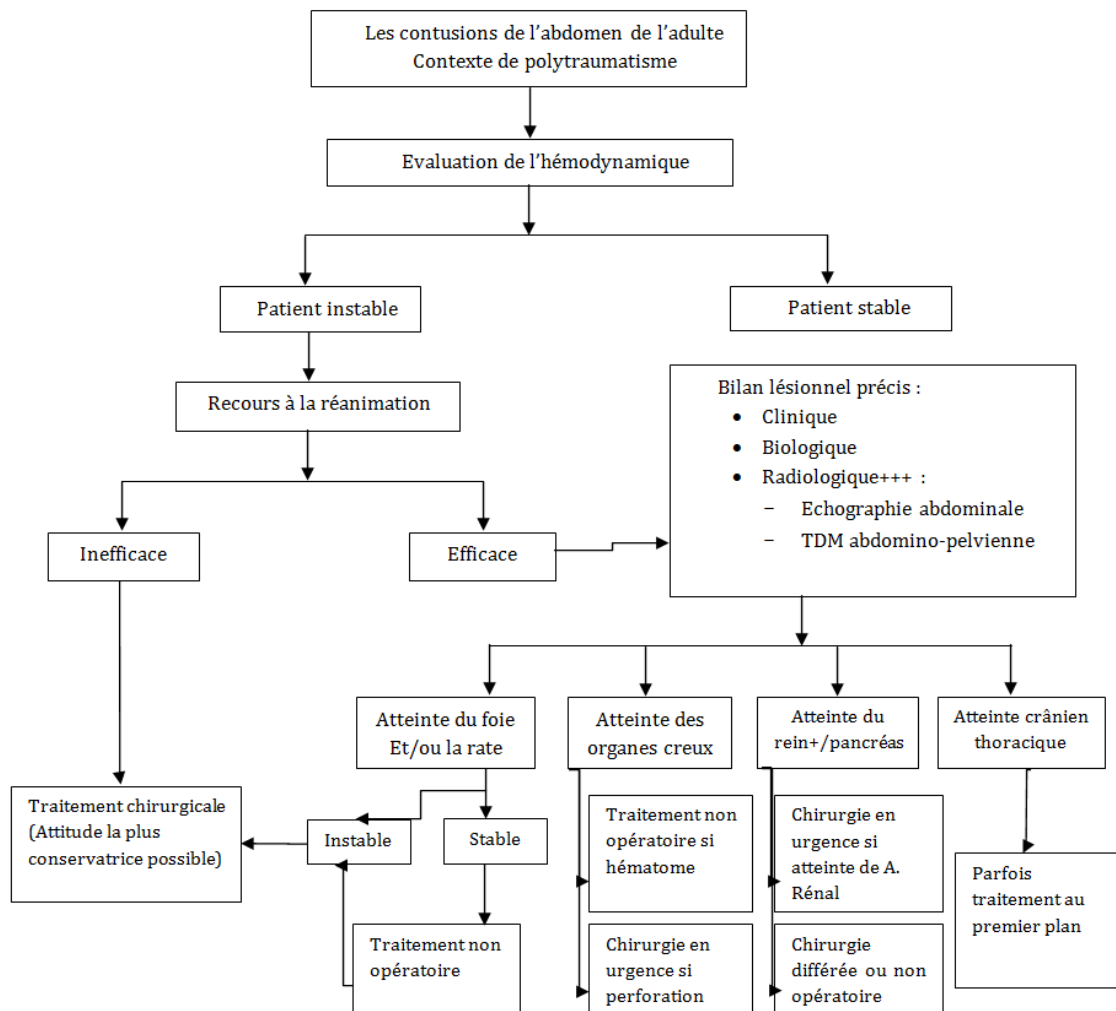 Les contusions de l'abdomen de l'adulte
Contexte de polytraumatisme
Evaluation de l'hémodynamique
Patient instable
Patient stable
Recours à la réanimation
Bilan lésionnel précis :
• Clinique
• Biologique
• Radiologique+++ :
− Echographie abdominale
− TDM abdomino-pelvienne
Inefficace
Efficace
Atteinte du foie
Et/ou la rate
Atteinte des
organes creux
Atteinte du
rein+/pancréas
Atteinte crânien
thoracique
Traitement chirurgicale
(Attitude la plus
conservatrice possible)
Instable
Stable
Traitement non
opératoire
Traitement non
opératoire si
hématome
Chirurgie en
urgence si
perforation
Chirurgie en
urgence si
atteinte de A.
Rénal
Chirurgie
différée ou non
opératoire
Parfois
traitement au
premier plan